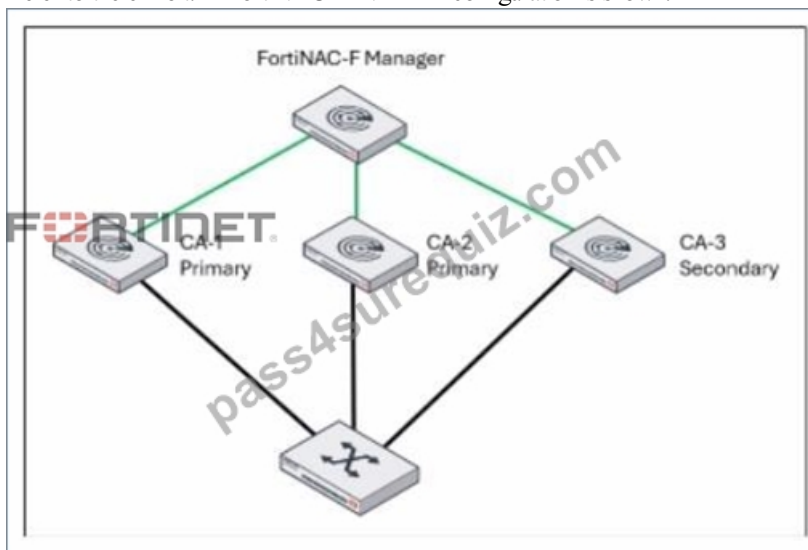 FortiNAC-F Manager
FORTINET
CA-1
Primary
CA-2
Primary
CA-3
Secondary
pass4surequiz.com